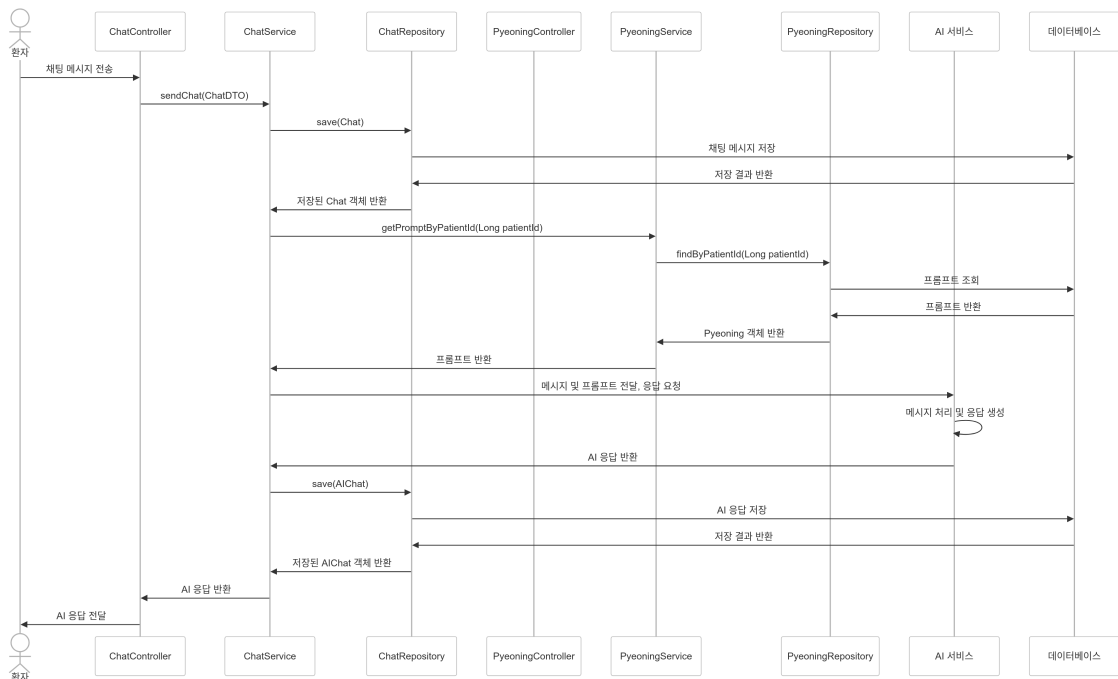 ChatController
ChatService
ChatRepository
PyeoningController
PyeoningService
PyeoningRepository
AI 서비스
데이터베이스
환자
채팅 메시지 전송
sendChat(ChatDTO)
save(Chat)
채팅 메시지 저장
저장 결과 반환
저장된 Chat 객체 반환
getPromptByPatientId(Long patientId)
findByPatientId(Long patientId)
프롬프트 조회
프롬프트 반환
Pyeoning 객체 반환
프롬프트 반환
메시지 및 프롬프트 전달, 응답 요청
메시지 처리 및 응답 생성
AI 응답 반환
save(AIChat)
AI 응답 저장
저장 결과 반환
저장된 AIChat 객체 반환
AI 응답 반환
AI 응답 전달
ChatController
ChatService
ChatRepository
PyeoningController
PyeoningService
PyeoningRepository
AI 서비스
데이터베이스
환자